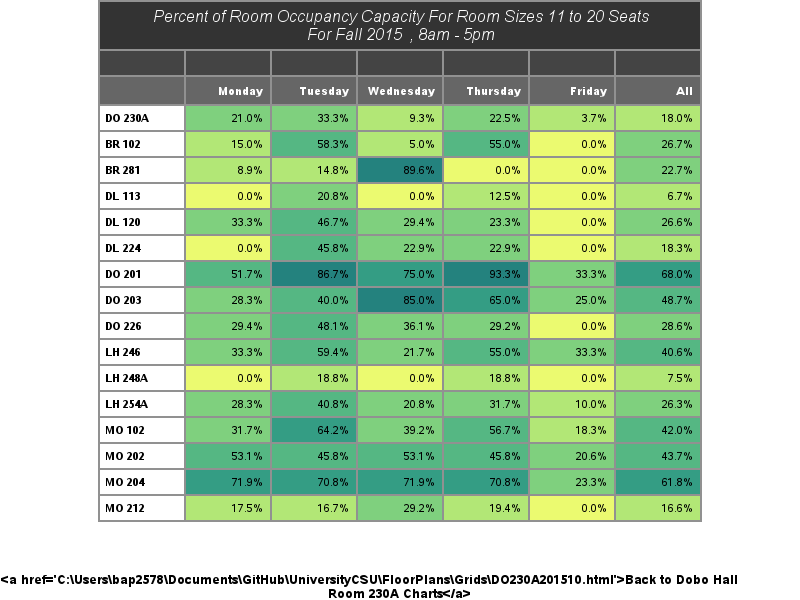 Percent of Room Occupancy Capacity For Room Sizes 11 to 20 Seats
For Fall 2015 , 8am - 5pm
Monday Tuesday Wednesday Thursday Friday All
DO 230A 21.0% 33.3% 9.3% 22.5% 3.7% 18.0%
BR 102 15.0% 58.3% 5.0% 55.0% 0.0% 26.7%
BR 281 8.9% 14.8% 89.6% 0.0% 0.0% 22.7%
DL 113 0.0% 20.8% 0.0% 12.5% 0.0% 6.7%
DL 120 33.3% 46.7% 29.4% 23.3% 0.0% 26.6%
DL 224 0.0% 45.8% 22.9% 22.9% 0.0% 18.3%
DO 201 51.7% 86.7% 75.0% 93.3% 33.3% 68.0%
DO 203 28.3% 40.0% 85.0% 65.0% 25.0% 48.7%
DO 226 29.4% 48.1% 36.1% 29.2% 0.0% 28.6%
LH 246 33.3% 59.4% 21.7% 55.0% 33.3% 40.6%
LH 248A 0.0% 18.8% 0.0% 18.8% 0.0% 7.5%
LH 254A 28.3% 40.8% 20.8% 31.7% 10.0% 26.3%
MO 102 31.7% 64.2% 39.2% 56.7% 18.3% 42.0%
MO 202 53.1% 45.8% 53.1% 45.8% 20.6% 43.7%
MO 204 71.9% 70.8% 71.9% 70.8% 23.3% 61.8%
MO 212 17.5% 16.7% 29.2% 19.4% 0.0% 16.6%
<a href='C:\Users\bap2578\Documents\GitHub\UniversityCSU\FloorPlans\Grids\DO230A201510.html'>Back to Dobo Hall
Room 230A Charts</a>